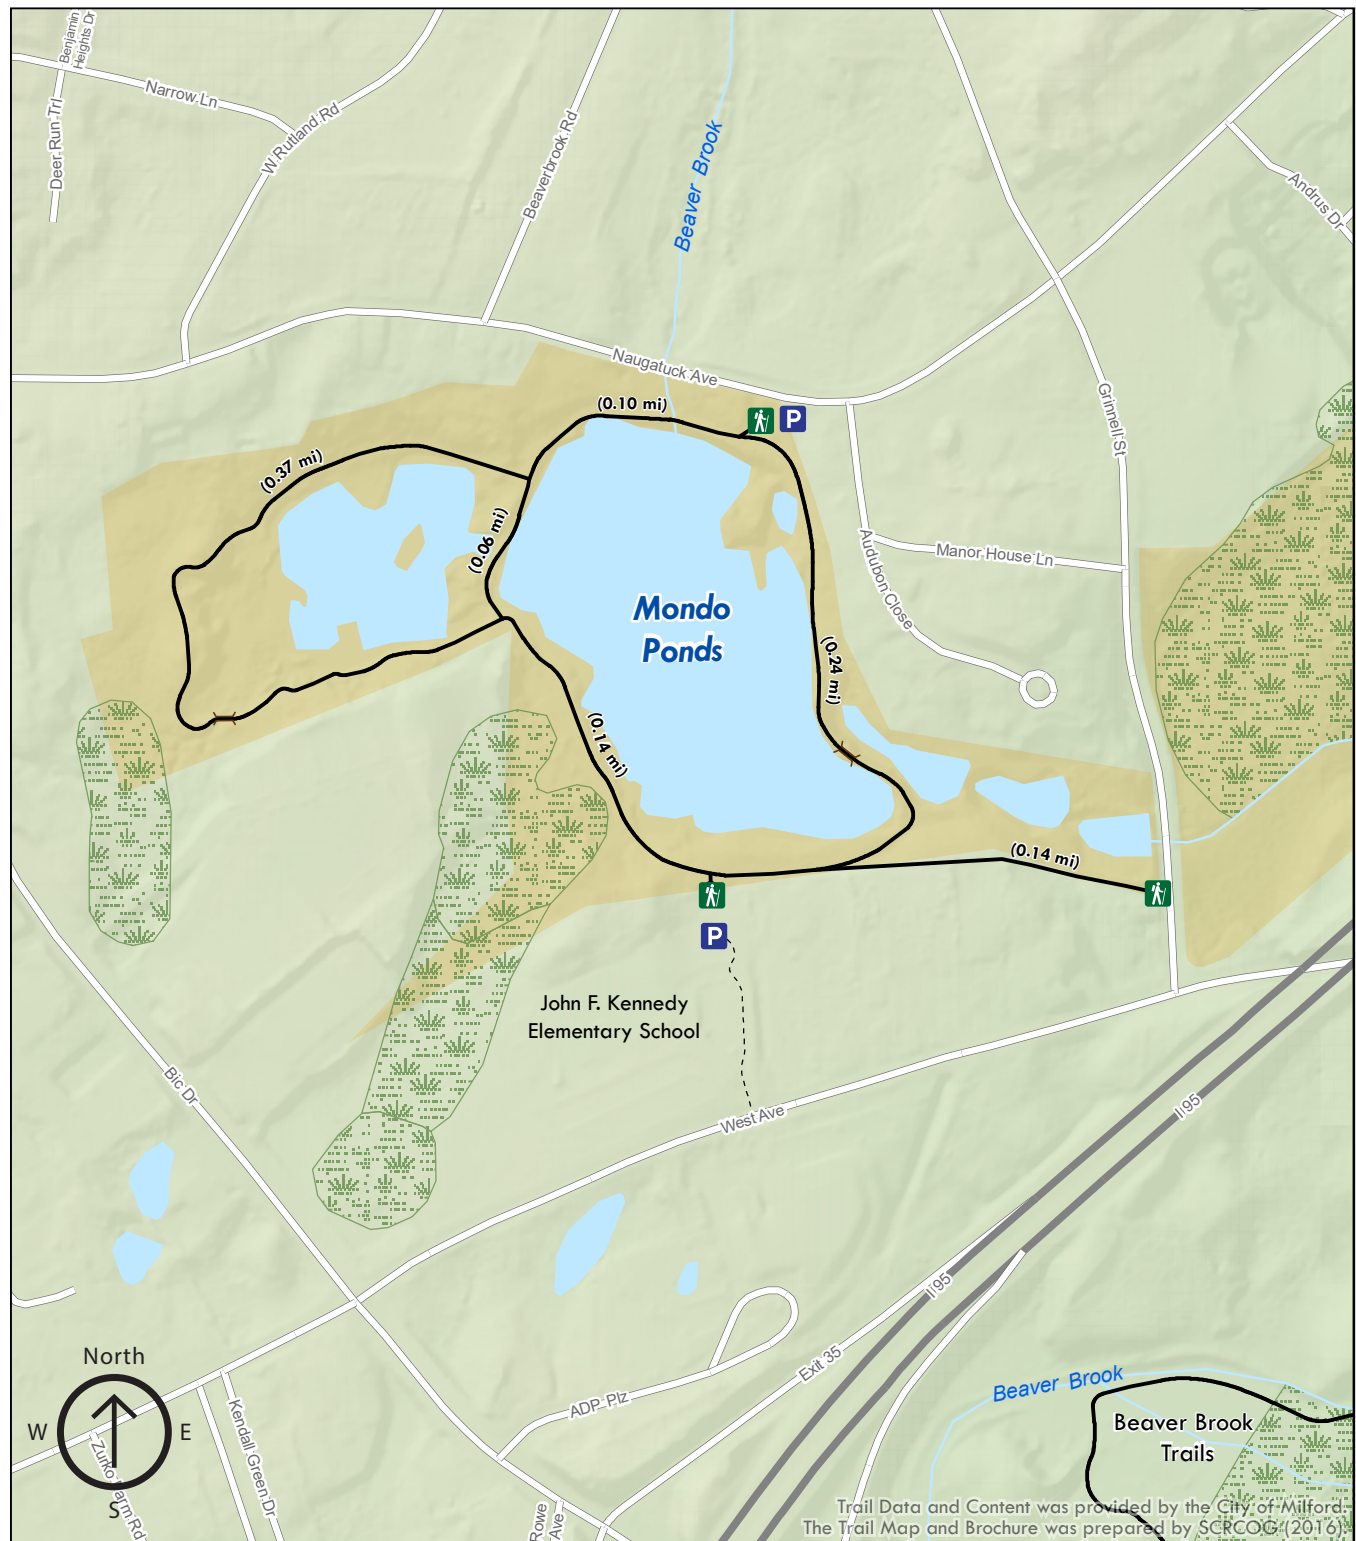 Benjamin
Heights Dr
Narrow Ln
Deer Run Trl
W Rutland Rd
Beaverbrook Rd
Beaver Brook
Andrus Dr
Naugatuck Ave
Grinnell St
(0.10 mi)
P
(0.37 mi)
(0.06 mi)
Audubon Close
Manor House Ln
Mondo
Ponds
(0.24 mi)
(0.14 mi)
(0.14 mi)
P
John F. Kennedy
Elementary School
Bic Dr
West Ave
I 95
I 95
Exit 35
North
W
E
S
ADP Plz
Kendall Green Dr
Zurko Farm Rd
Rowe
Ave
Beaver Brook
Beaver Brook
Trails
Trail Data and Content was provided by the City of Milford.
The Trail Map and Brochure was prepared by SCRCOG (2016).